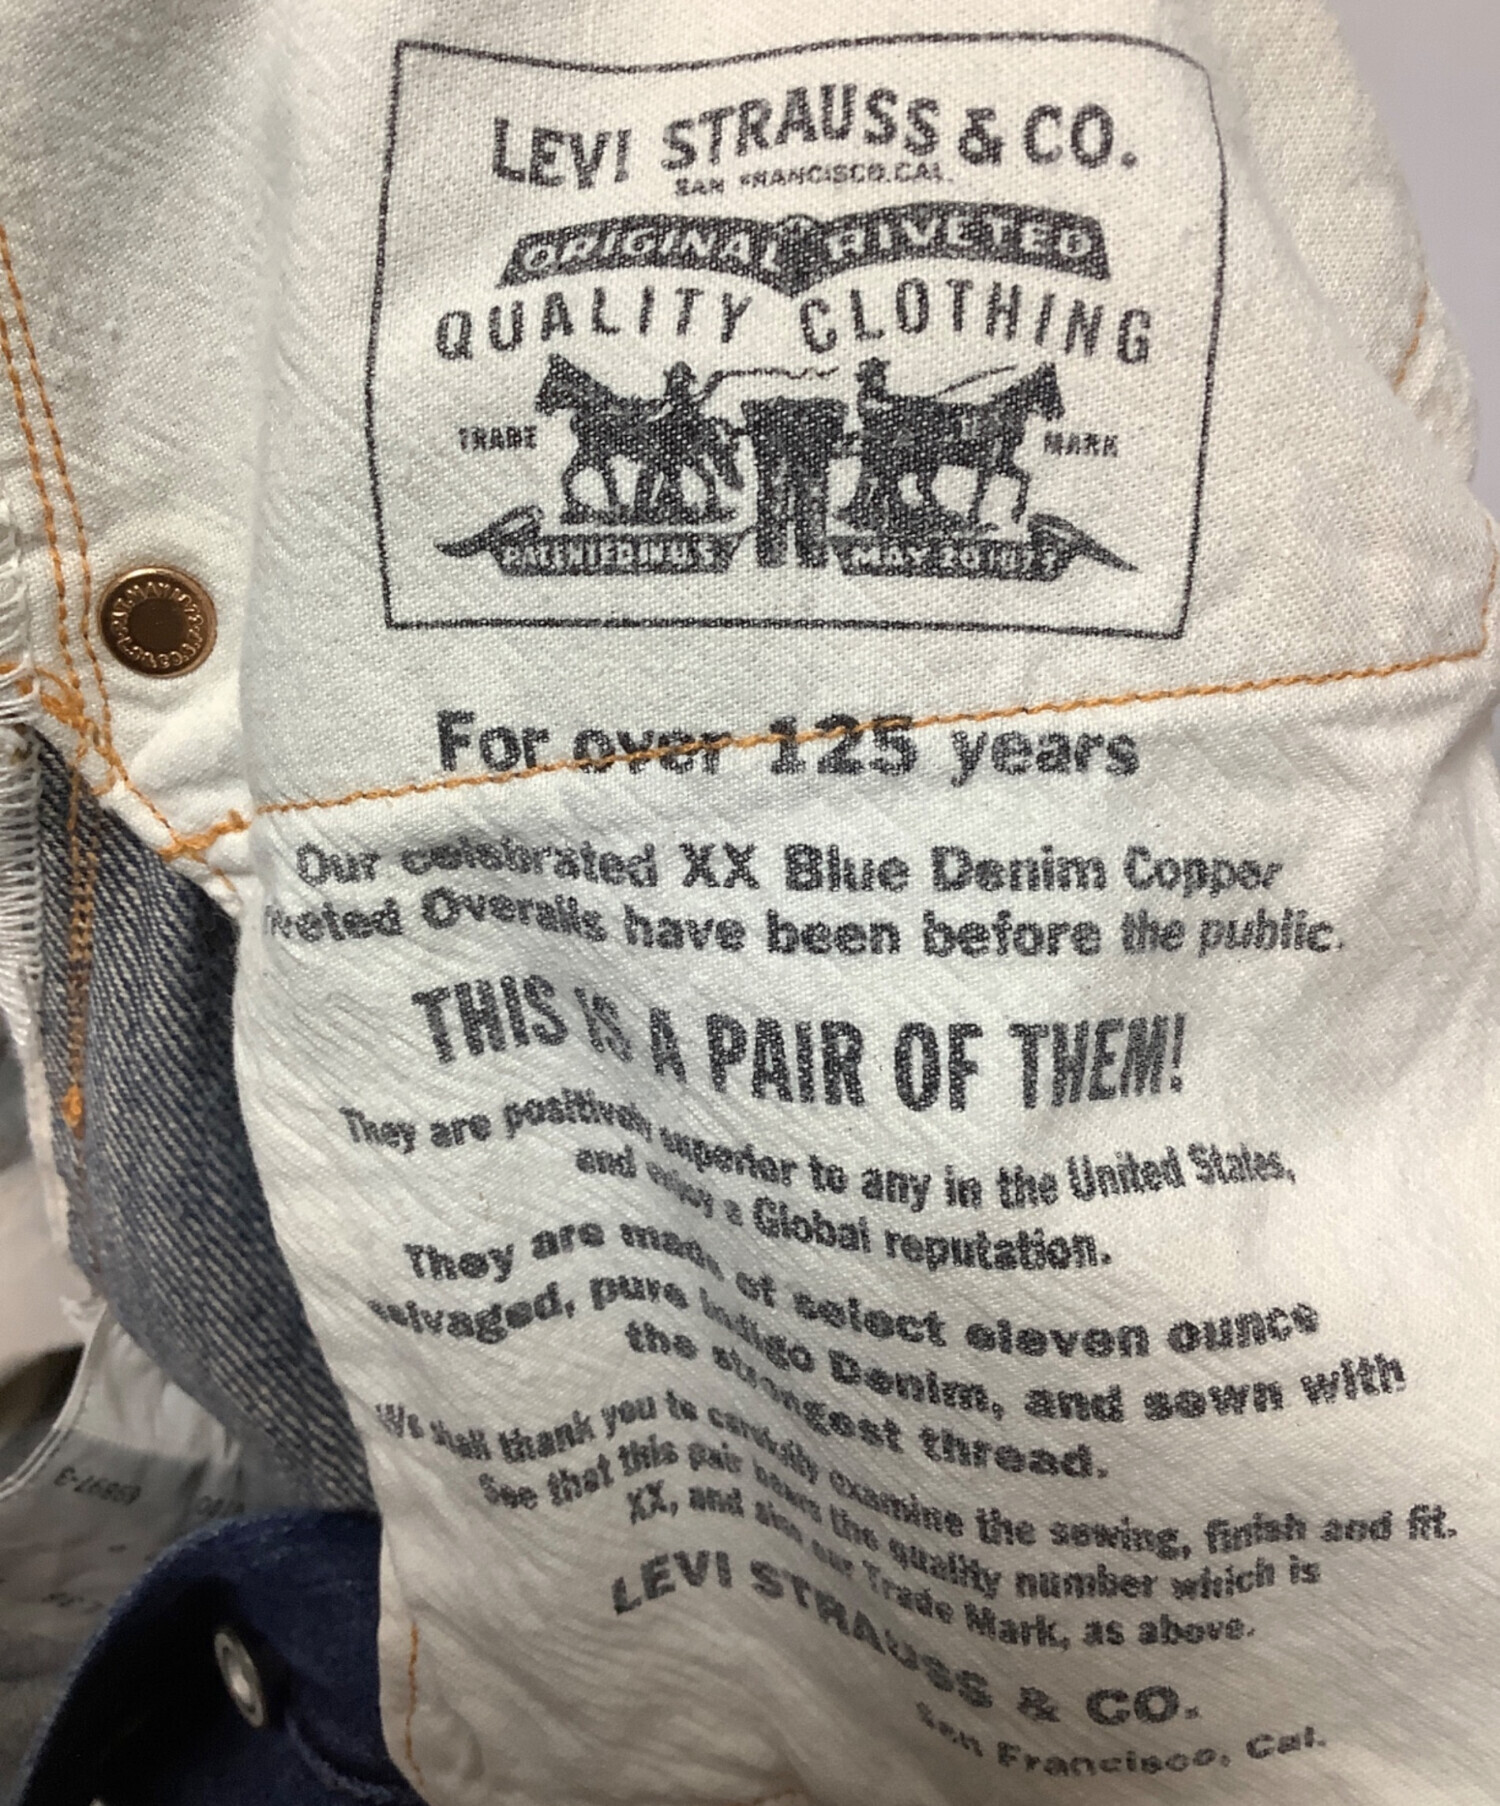 LEVI STRAUSS & CO.
SAN FRANCISCO, CAL.
ORIGINAL RIVETED
QUALITY CLOTHING
TRADE MARK
PATENTED IN U.S. MAY 20 1873
For over 125 years
Our celebrated XX Blue Denim Copper
Riveted Overalls have been before the public.
THIS IS A PAIR OF THEM!
They are positively superior to any in the United States,
and enjoy a Global reputation.
They are made of select eleven ounce
selvaged, pure Indigo Denim, and sewn with
the strongest thread.
We shall thank you to carefully examine the sewing, finish and fit.
See that this pair bears the quality number which is
XX, and also our Trade Mark, as above.
LEVI STRAUSS & CO.
San Francisco, Cal.